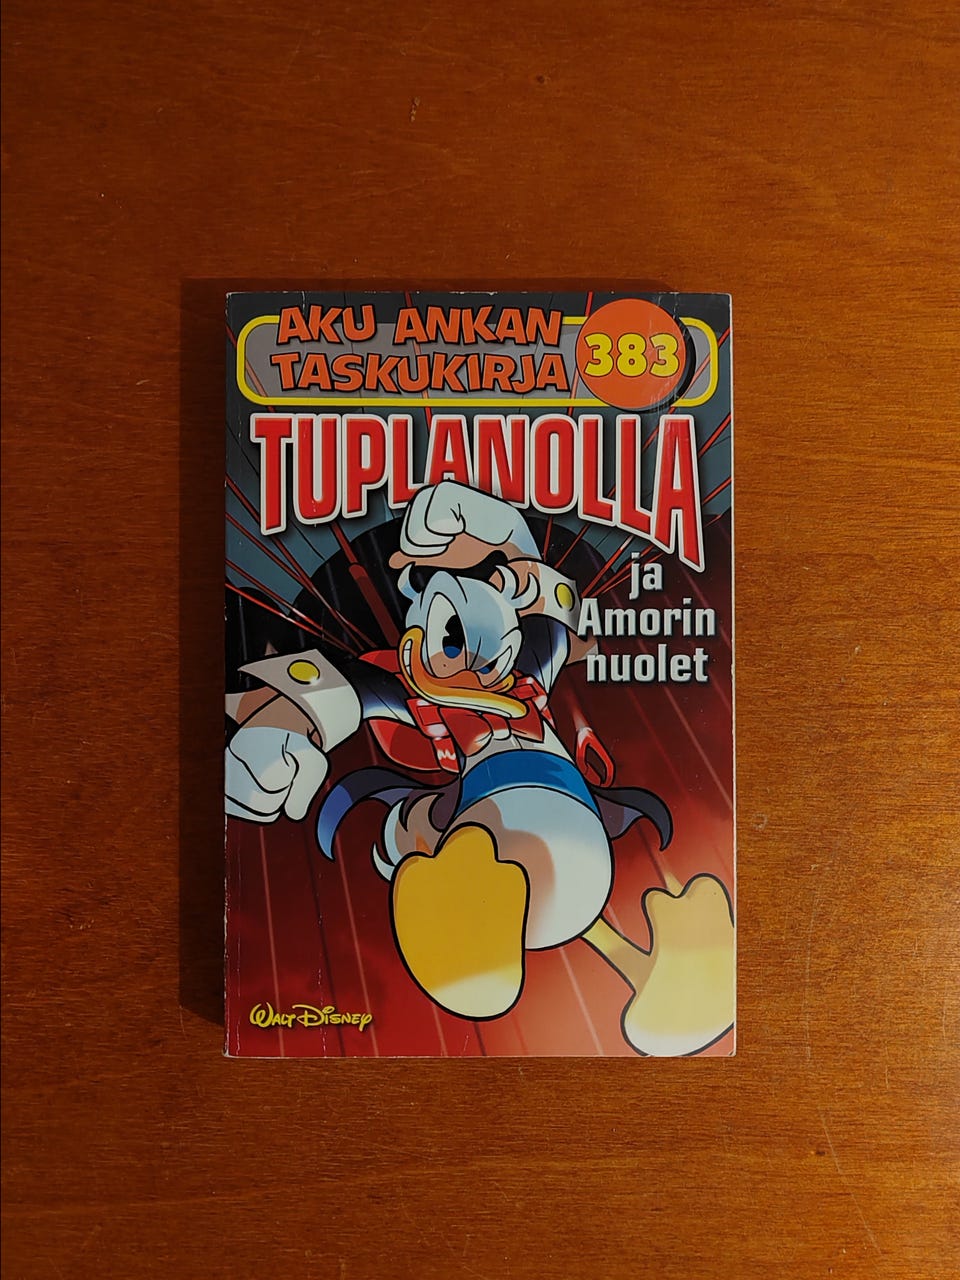 AKU ANKAN
TASKUKIRJA
383
TUPLANOLLA
ja
Amorin
nuolet
WALT DISNEY